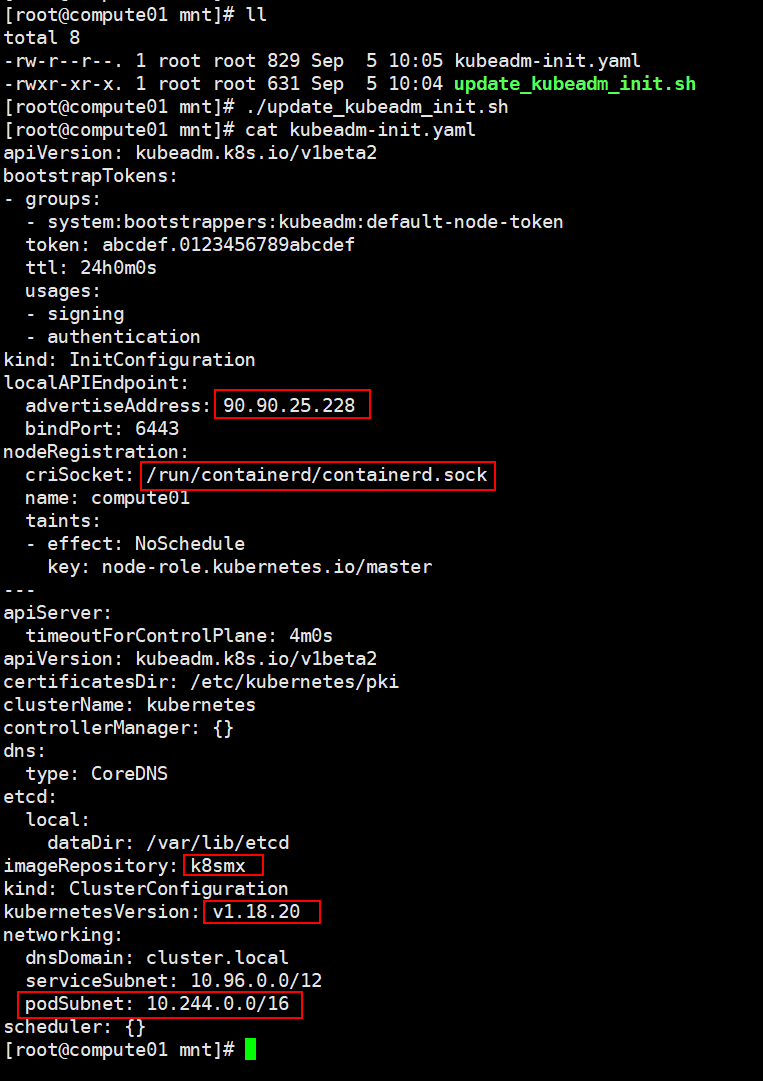 [root@compute01 mnt]# ll
total 8
-rw-r--r--. 1 root root 829 Sep  5 10:05 kubeadm-init.yaml
-rwxr-xr-x. 1 root root 631 Sep  5 10:04 update_kubeadm_init.sh
[root@compute01 mnt]# ./update_kubeadm_init.sh
[root@compute01 mnt]# cat kubeadm-init.yaml
apiVersion: kubeadm.k8s.io/v1beta2
bootstrapTokens:
- groups:
  - system:bootstrappers:kubeadm:default-node-token
  token: abcdef.0123456789abcdef
  ttl: 24h0m0s
  usages:
  - signing
  - authentication
kind: InitConfiguration
localAPIEndpoint:
  advertiseAddress: 90.90.25.228
  bindPort: 6443
nodeRegistration:
  criSocket: /run/containerd/containerd.sock
  name: compute01
  taints:
  - effect: NoSchedule
    key: node-role.kubernetes.io/master
---
apiServer:
  timeoutForControlPlane: 4m0s
apiVersion: kubeadm.k8s.io/v1beta2
certificatesDir: /etc/kubernetes/pki
clusterName: kubernetes
controllerManager: {}
dns:
  type: CoreDNS
etcd:
  local:
    dataDir: /var/lib/etcd
imageRepository: k8smx
kind: ClusterConfiguration
kubernetesVersion: v1.18.20
networking:
  dnsDomain: cluster.local
  serviceSubnet: 10.96.0.0/12
  podSubnet: 10.244.0.0/16
scheduler: {}
[root@compute01 mnt]#